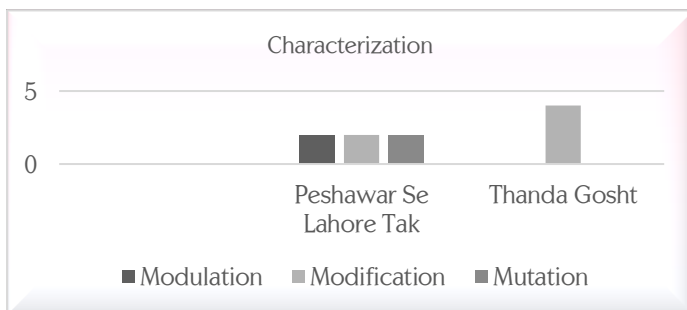 Characterization
5
0
Peshawar Se
Lahore Tak
Thanda Gosht
Modulation Modification Mutation